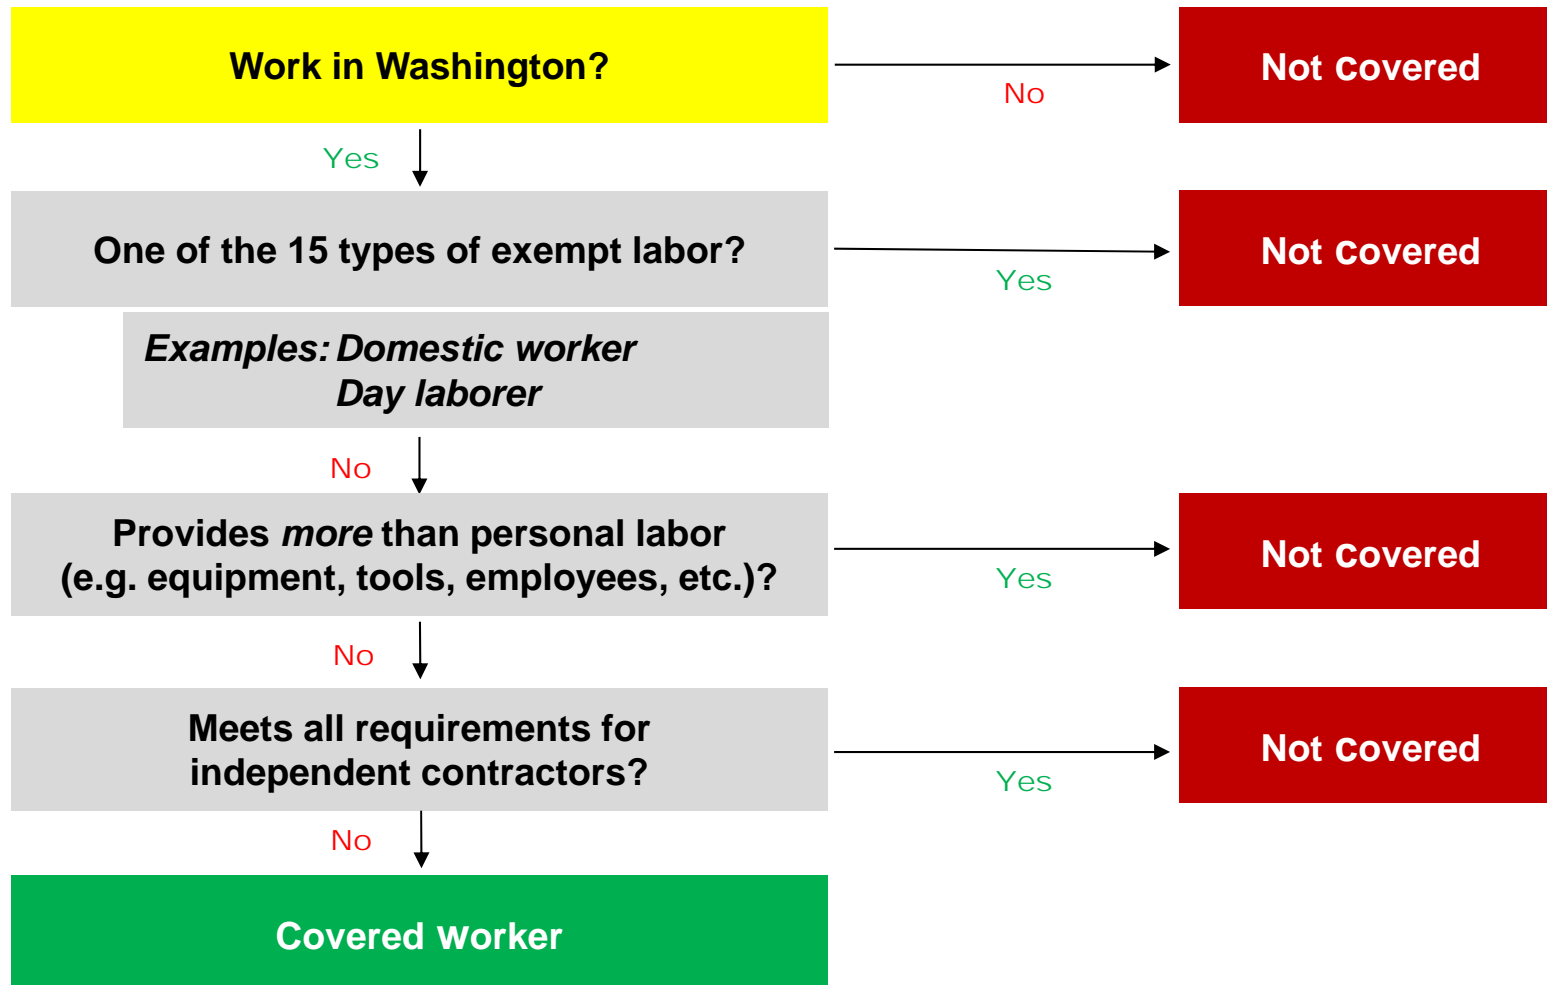 Work in Washington?
No
Not covered
Yes
One of the 15 types of exempt labor?
Yes
Not covered
Examples: Domestic worker
Day laborer
No
Provides more than personal labor
(e.g. equipment, tools, employees, etc.)?
Yes
Not covered
No
Meets all requirements for
independent contractors?
Yes
Not covered
No
Covered worker